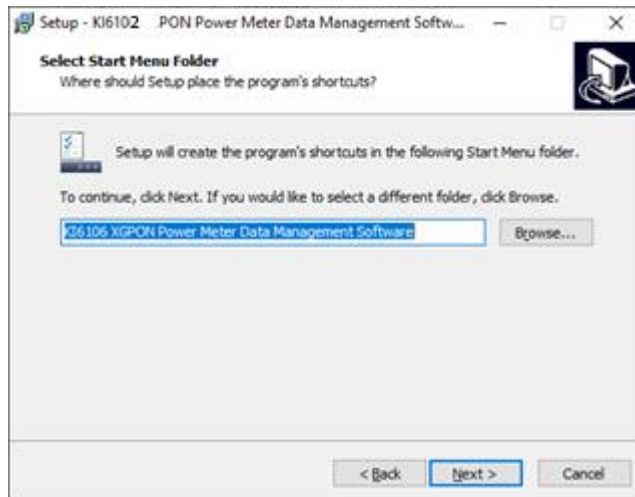 Setup - KI6102 PON Power Meter Data Management Softw...
Select Start Menu Folder
Where should Setup place the program's shortcuts?
Setup will create the program's shortcuts in the following Start Menu folder.
To continue, click Next. If you would like to select a different folder, click Browse.
KI6106 XGPON Power Meter Data Management Software
Browse...
< Back
Next >
Cancel